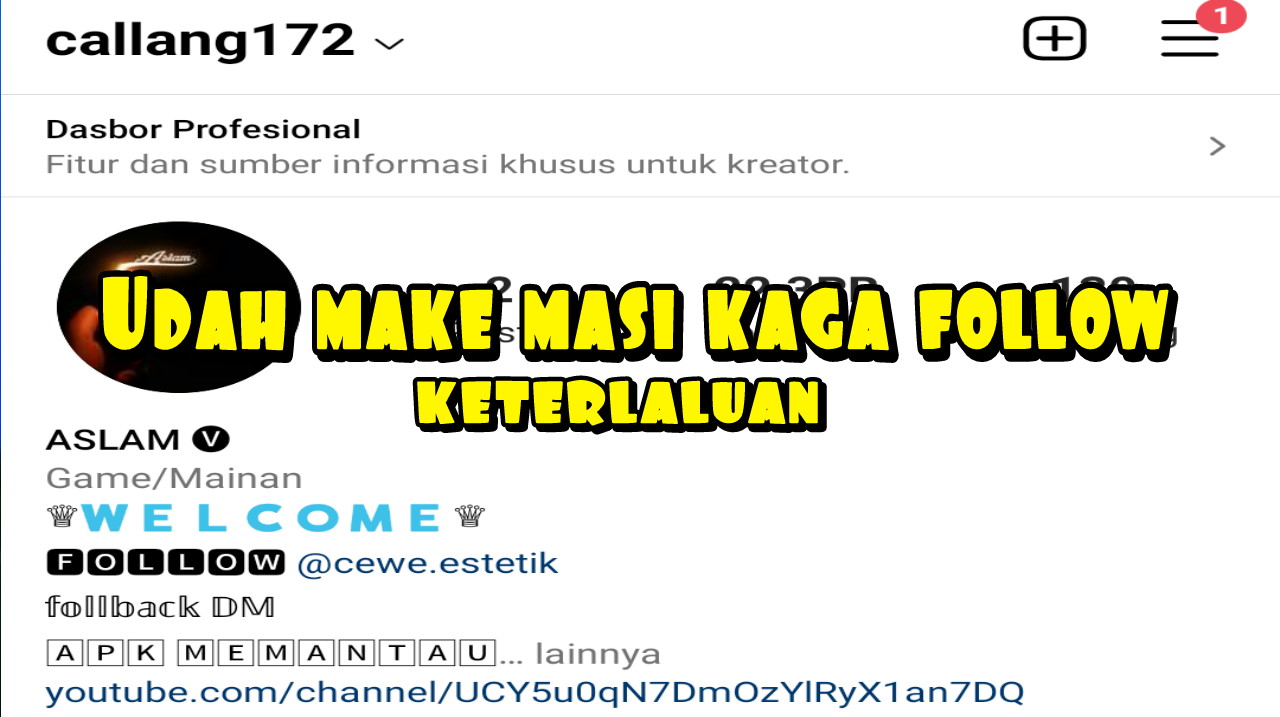 callang172
1
Dasbor Profesional
Fitur dan sumber informasi khusus untuk kreator.
Aslam
Udah make masi kaga follow
keterlaluan
ASLAM V
Game/Mainan
♕WELCOME♕
FOLLOW @cewe.estetik
follback DM
APK MEMANTAU... lainnya
youtube.com/channel/UCY5u0qN7DmOzYlRyX1an7DQ